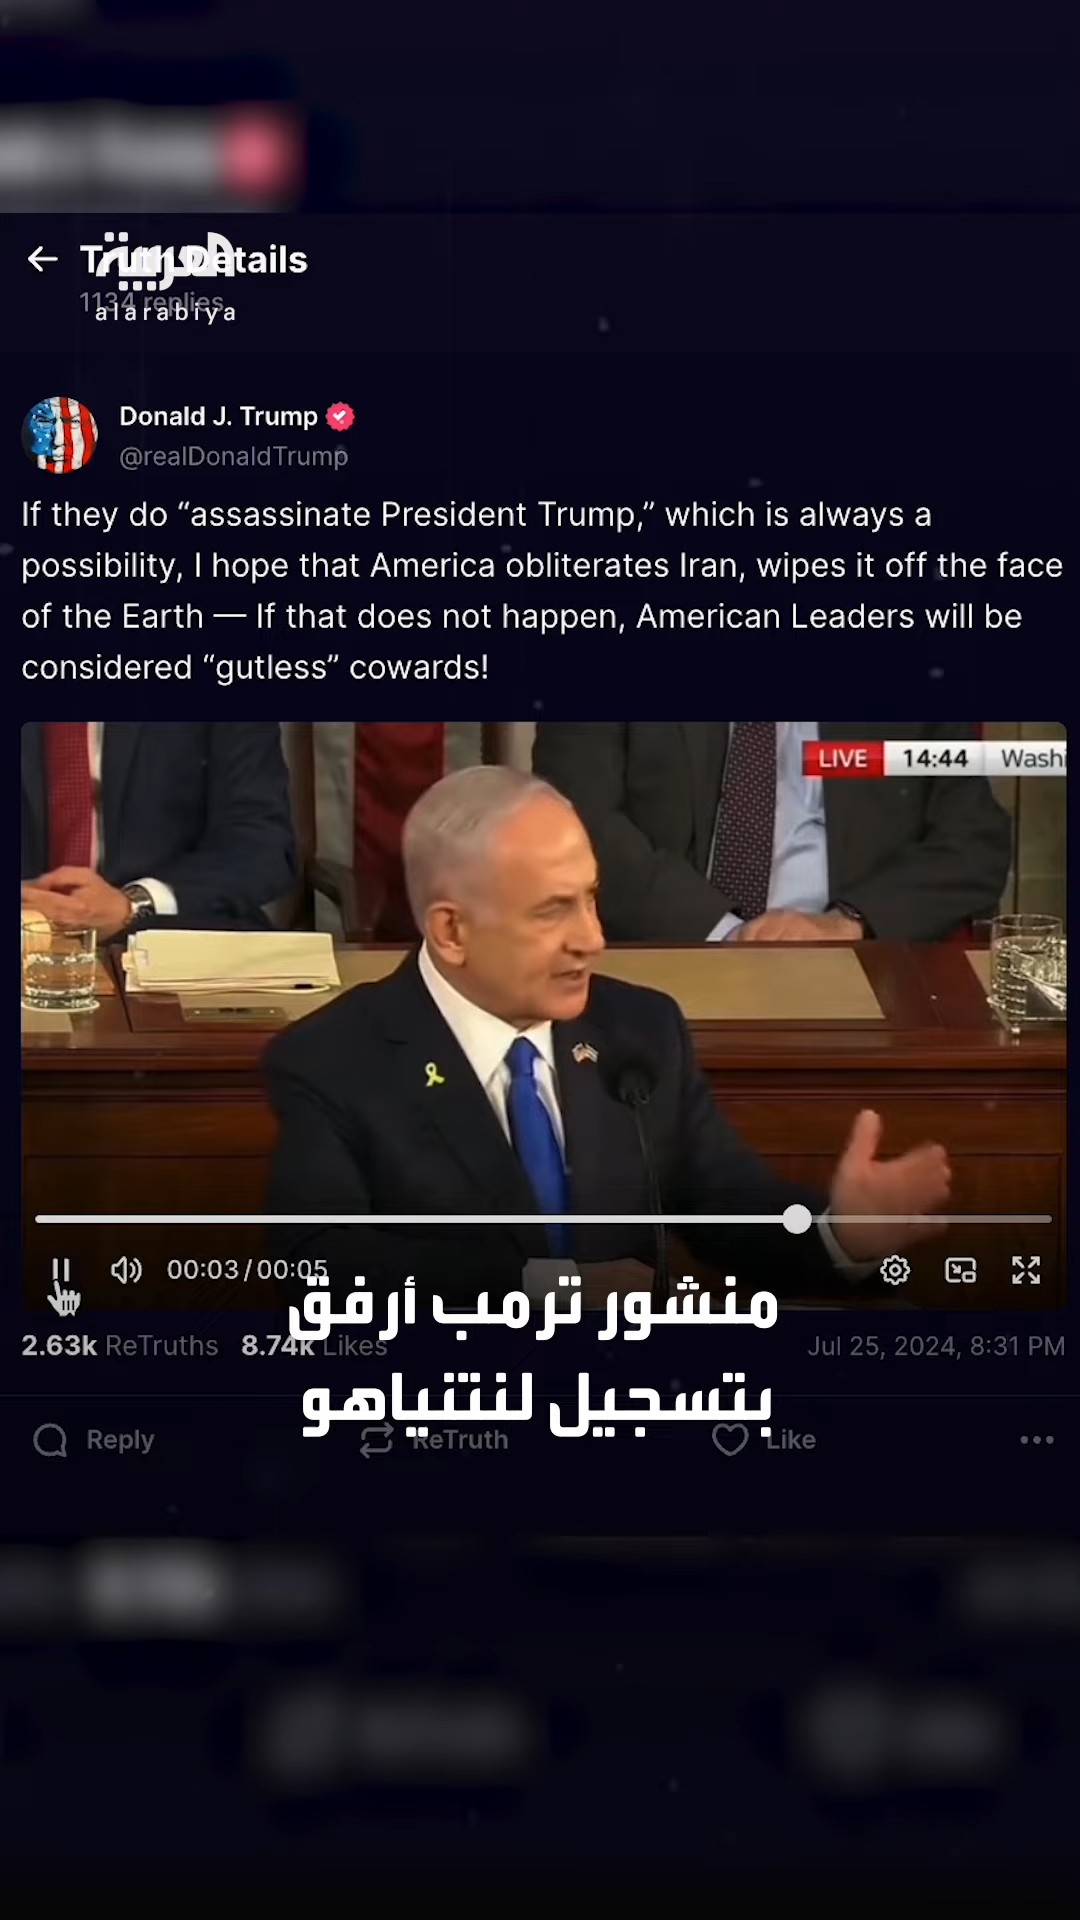 Truth Details
العربية
1134 replies
alarabiya
Donald J. Trump
@realDonaldTrump
If they do “assassinate President Trump,” which is always a
possibility, I hope that America obliterates Iran, wipes it off the face
of the Earth — If that does not happen, American Leaders will be
considered “gutless” cowards!
LIVE 14:44 Washi
00:03/00:05
منشور ترمب أرفق
2.63k ReTruths 8.74k Likes Jul 25, 2024, 8:31 PM
بتسجيل لنتنياهو
Reply ReTruth Like